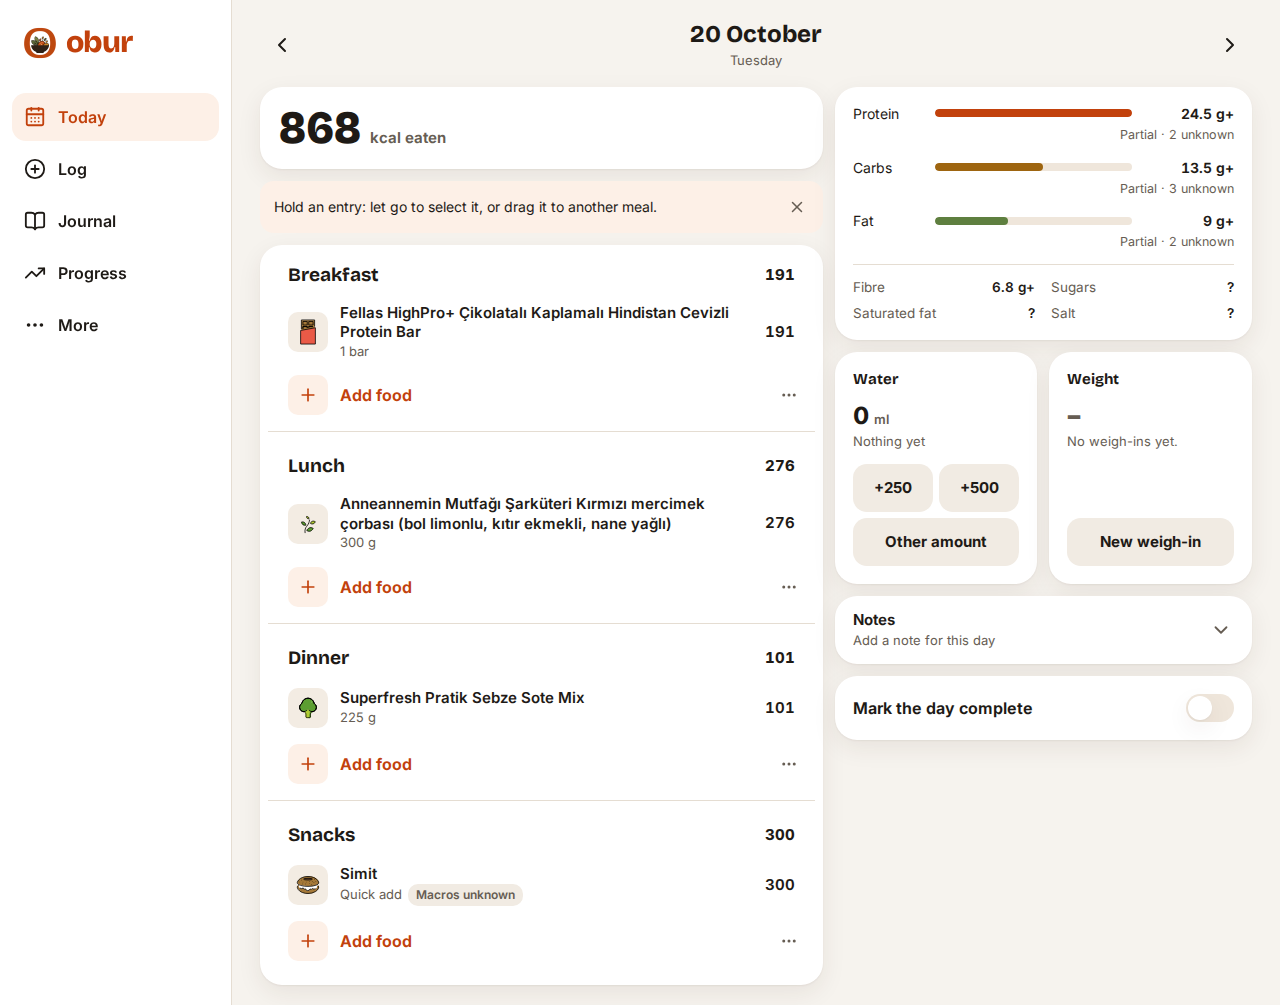 obur
Today
Log
Journal
Progress
More
20 October
Tuesday
868 kcal eaten
Hold an entry: let go to select it, or drag it to another meal.
Breakfast 191
Fellas HighPro+ Çikolatalı Kaplamalı Hindistan Cevizli
Protein Bar
1 bar
191
Add food
Lunch 276
Anneannemin Mutfağı Şarküteri Kırmızı mercimek
çorbası (bol limonlu, kıtır ekmekli, nane yağlı)
300 g
276
Add food
Dinner 101
Superfresh Pratik Sebze Sote Mix
225 g
101
Add food
Snacks 300
Simit
Quick add Macros unknown
300
Add food
Protein 24.5 g+
Partial · 2 unknown
Carbs 13.5 g+
Partial · 3 unknown
Fat 9 g+
Partial · 2 unknown
Fibre 6.8 g+ Sugars ?
Saturated fat ? Salt ?
Water
0 ml
Nothing yet
+250 +500
Other amount
Weight
–
No weigh-ins yet.
New weigh-in
Notes
Add a note for this day
Mark the day complete